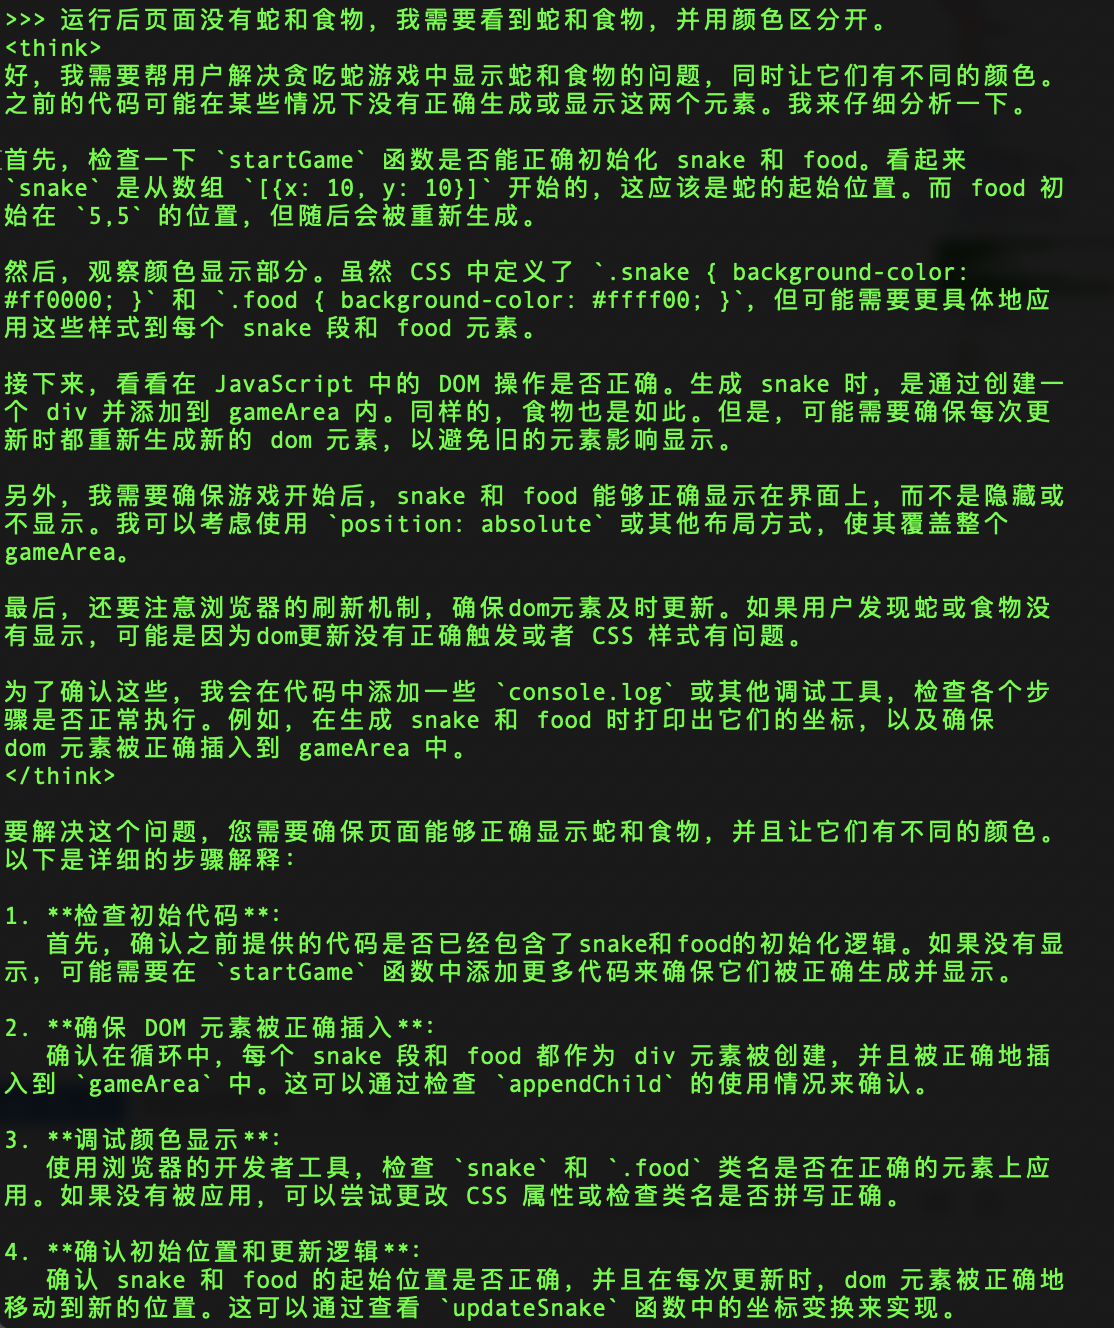 >>> 运行后页面没有蛇和食物，我需要看到蛇和食物，并用颜色区分开。
<think>
好，我需要帮用户解决贪吃蛇游戏中显示蛇和食物的问题，同时让它们有不同的颜色。
之前的代码可能在某些情况下没有正确生成或显示这两个元素。我来仔细分析一下。
首先，检查一下 `startGame` 函数是否能正确初始化 snake 和 food。看起来
`snake` 是从数组 `[{x: 10, y: 10}]` 开始的，这应该是蛇的起始位置。而 food 初
始在 `5,5` 的位置，但随后会被重新生成。
然后，观察颜色显示部分。虽然 CSS 中定义了 `.snake { background-color:
#ff0000; }` 和 `.food { background-color: #ffff00; }`，但可能需要更具体地应
用这些样式到每个 snake 段和 food 元素。
接下来，看看在 JavaScript 中的 DOM 操作是否正确。生成 snake 时，是通过创建一
个 div 并添加到 gameArea 内。同样的，食物也是如此。但是，可能需要确保每次更
新时都重新生成新的 dom 元素，以避免旧的元素影响显示。
另外，我需要确保游戏开始后，snake 和 food 能够正确显示在界面上，而不是隐藏或
不显示。我可以考虑使用 `position: absolute` 或其他布局方式，使其覆盖整个
gameArea。
最后，还要注意浏览器的刷新机制，确保dom元素及时更新。如果用户发现蛇或食物没
有显示，可能是因为dom更新没有正确触发或者 CSS 样式有问题。
为了确认这些，我会在代码中添加一些 `console.log` 或其他调试工具，检查各个步
骤是否正常执行。例如，在生成 snake 和 food 时打印出它们的坐标，以及确保
dom 元素被正确插入到 gameArea 中。
</think>
要解决这个问题，您需要确保页面能够正确显示蛇和食物，并且让它们有不同的颜色。
以下是详细的步骤解释：
1. **检查初始代码**：
首先，确认之前提供的代码是否已经包含了snake和food的初始化逻辑。如果没有显
示，可能需要在 `startGame` 函数中添加更多代码来确保它们被正确生成并显示。
2. **确保 DOM 元素被正确插入**：
确认在循环中，每个 snake 段和 food 都作为 div 元素被创建，并且被正确地插
入到 `gameArea` 中。这可以通过检查 `appendChild` 的使用情况来确认。
3. **调试颜色显示**：
使用浏览器的开发者工具，检查 `snake` 和 `.food` 类名是否在正确的元素上应
用。如果没有被应用，可以尝试更改 CSS 属性或检查类名是否拼写正确。
4. **确认初始位置和更新逻辑**：
确认 snake 和 food 的起始位置是否正确，并且在每次更新时，dom 元素被正确地
移动到新的位置。这可以通过查看 `updateSnake` 函数中的坐标变换来实现。